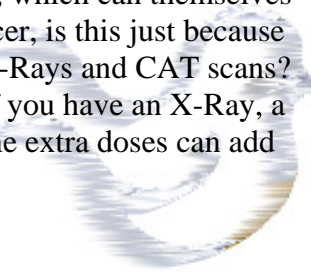 , which can themselves
cer, is this just because
-Rays and CAT scans?
f you have an X-Ray, a
ne extra doses can add